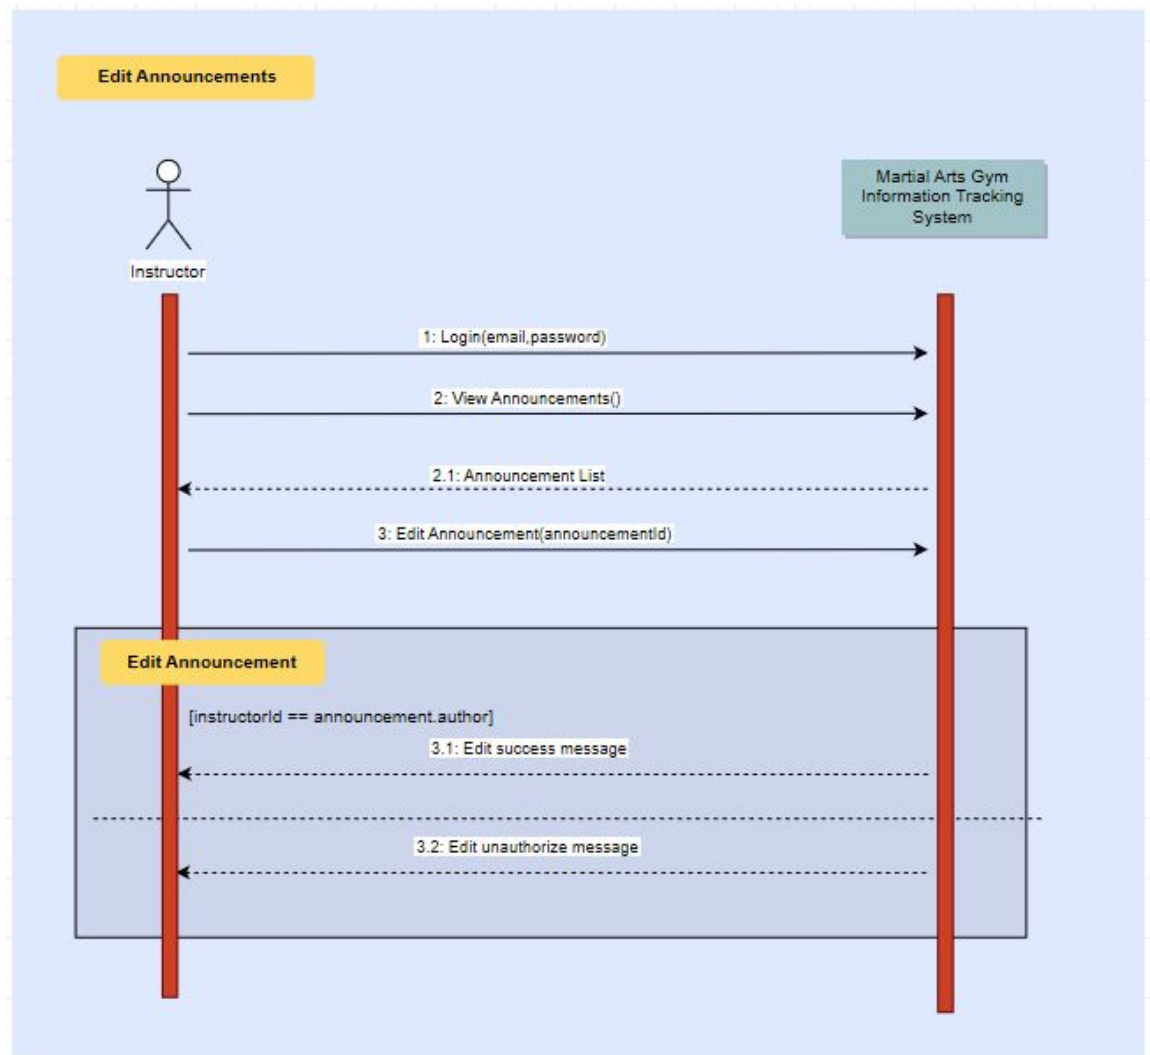 Edit Announcements
Martial Arts Gym
Information Tracking
System
Instructor
1: Login(email,password)
2: View Announcements()
2.1: Announcement List
3: Edit Announcement(announcementId)
Edit Announcement
[instructorId == announcement.author]
3.1: Edit success message
3.2: Edit unauthorize message